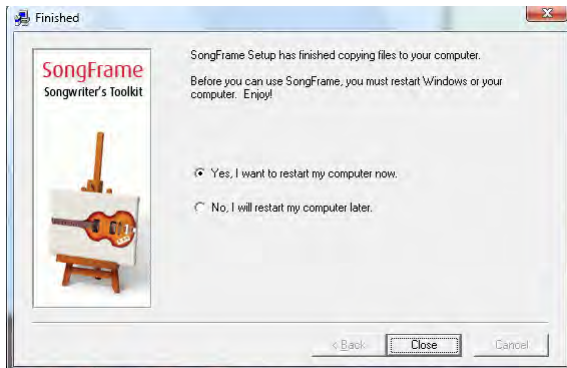 Finished
SongFrame
Songwriter's Toolkit
SongFrame Setup has finished copying files to your computer.
Before you can use SongFrame, you must restart Windows or your
computer. Enjoy!
Yes, I want to restart my computer now.
No, I will restart my computer later.
< Back
Close
Cancel